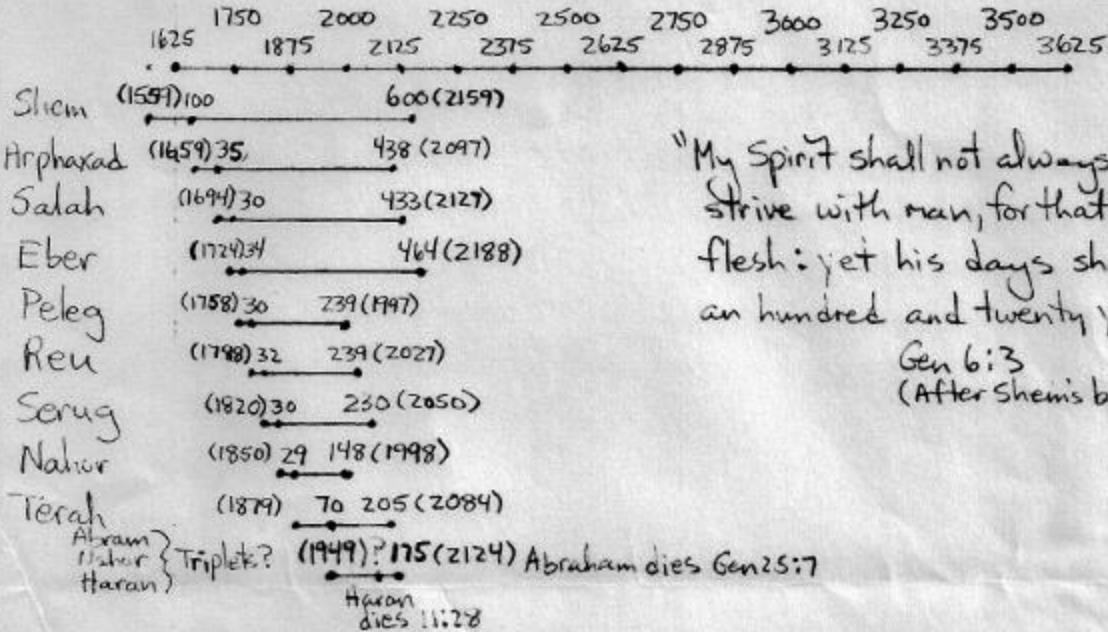 1750 2000 2250 2500 2750 3000 3250 3500
1625 1875 2125 2375 2625 2875 3125 3375 3625
Shem (1559) 100 600 (2159)
Arphaxad (1659) 35 438 (2097)
Salah (1694) 30 433 (2127)
Eber (1724) 34 464 (2188)
Peleg (1758) 30 239 (1997)
Reu (1788) 32 239 (2027)
Serug (1820) 30 230 (2050)
Nahor (1850) 29 148 (1998)
Terah (1879) 70 205 (2084)
Abram
Nahor
Haran
Triplets? (1949) ? 175 (2124) Abraham dies Gen 25:7
Haran
dies 11:28
"My Spirit shall not always
strive with man, for that
flesh: yet his days sh
an hundred and twenty y
Gen 6:3
(After Shem's b